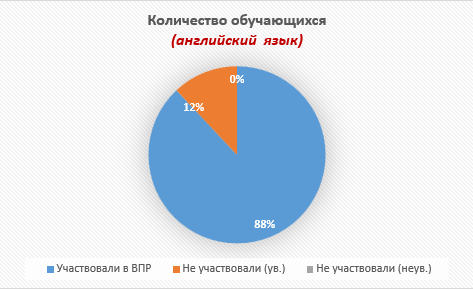 Количество обучающихся
(английский язык)
0%
12%
88%
Участвовали в ВПР Не участвовали (ув.) Не участвовали (неув.)